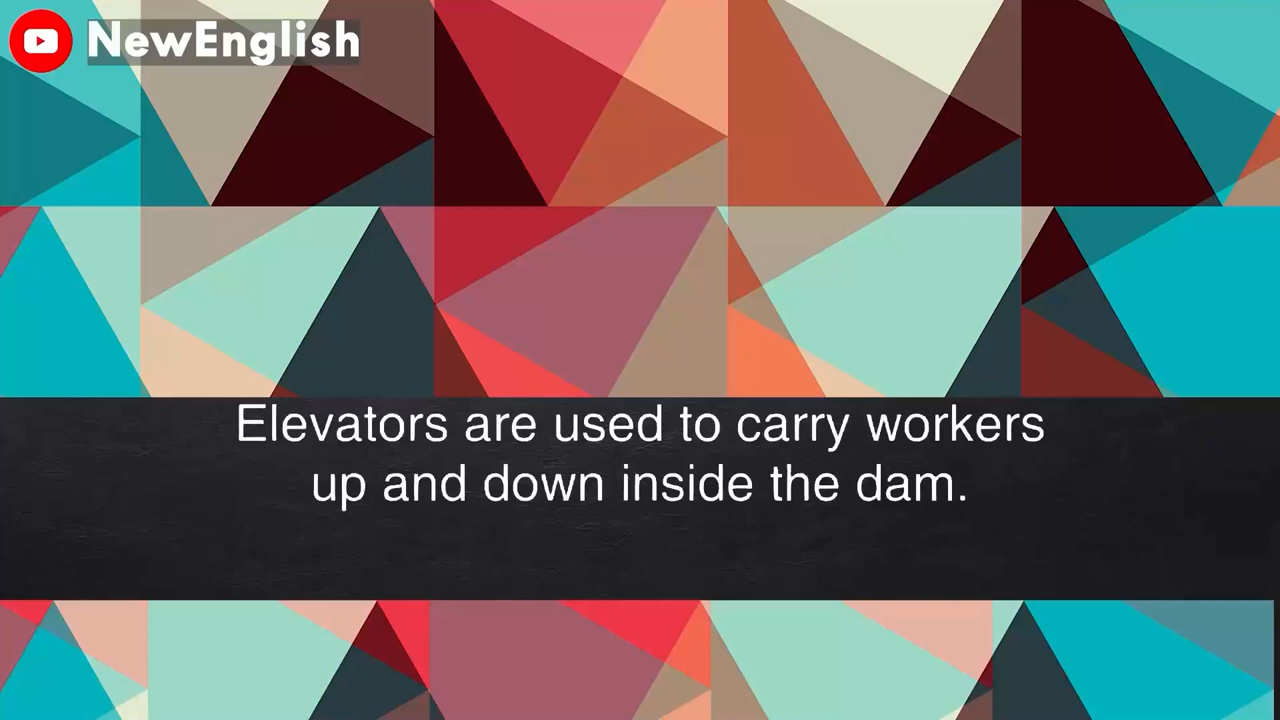 NewEnglish
Elevators are used to carry workers
up and down inside the dam.